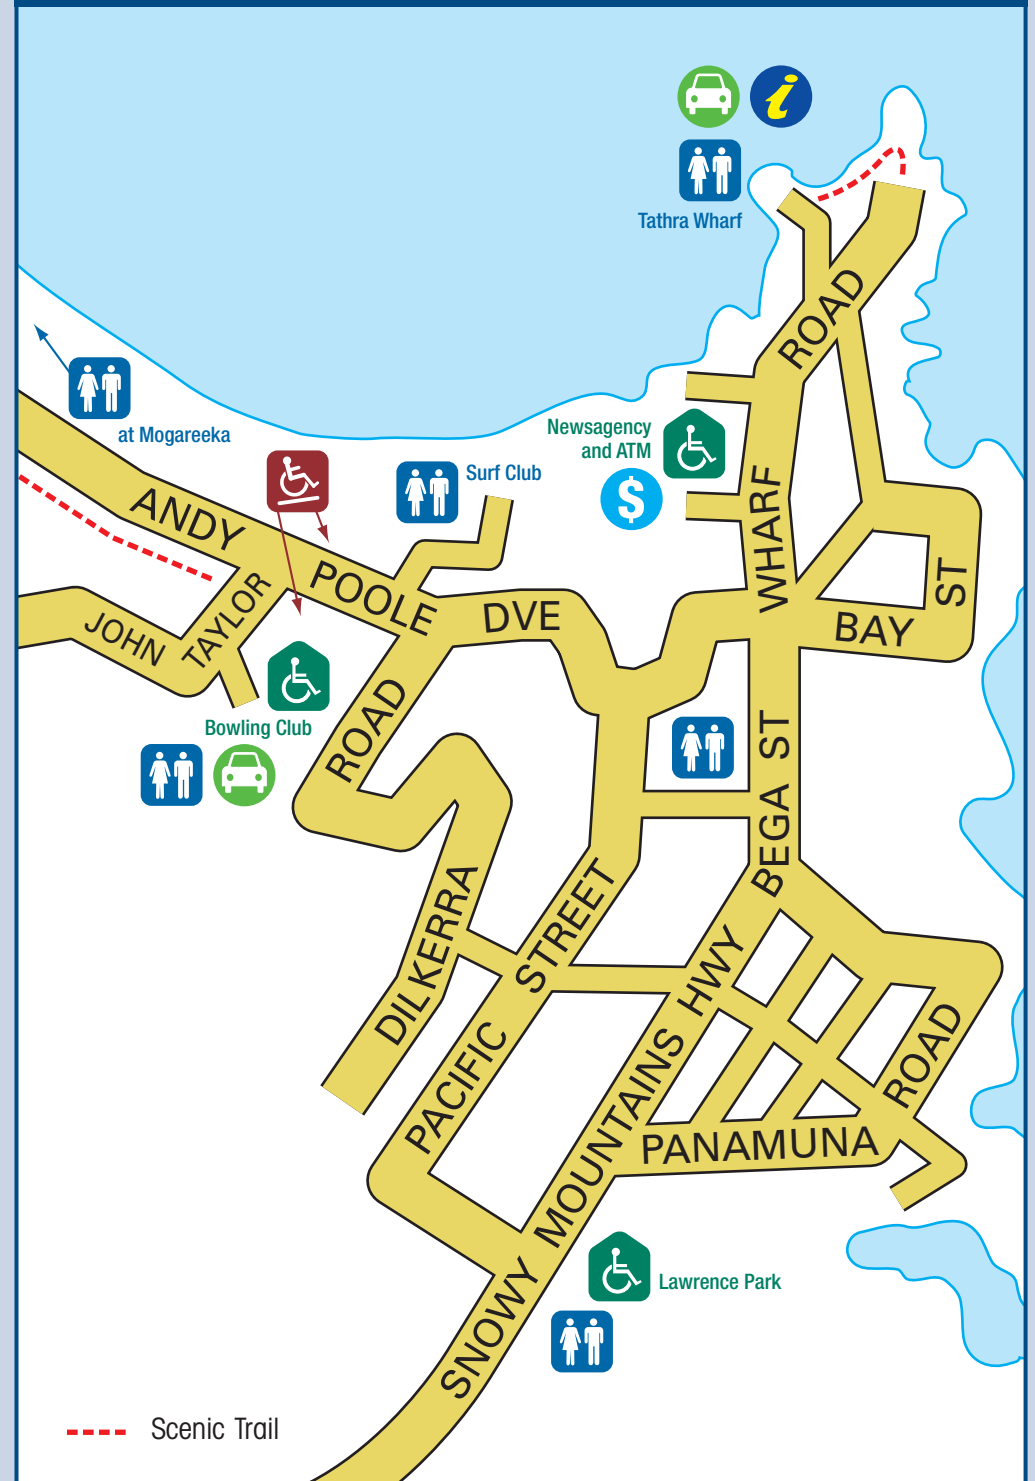 i
Tathra Wharf
ROAD
at Mogareeka
Newsagency
and ATM
$
Surf Club
WHARF
ANDY
POOLE
DVE
ST
BAY
JOHN
TAYLOR
Bowling Club
ROAD
BEGA ST
DILKERRA
STREET
PACIFIC
HWY
MOUNTAINS
SNOWY
ROAD
PANAMUNA
Lawrence Park
Scenic Trail